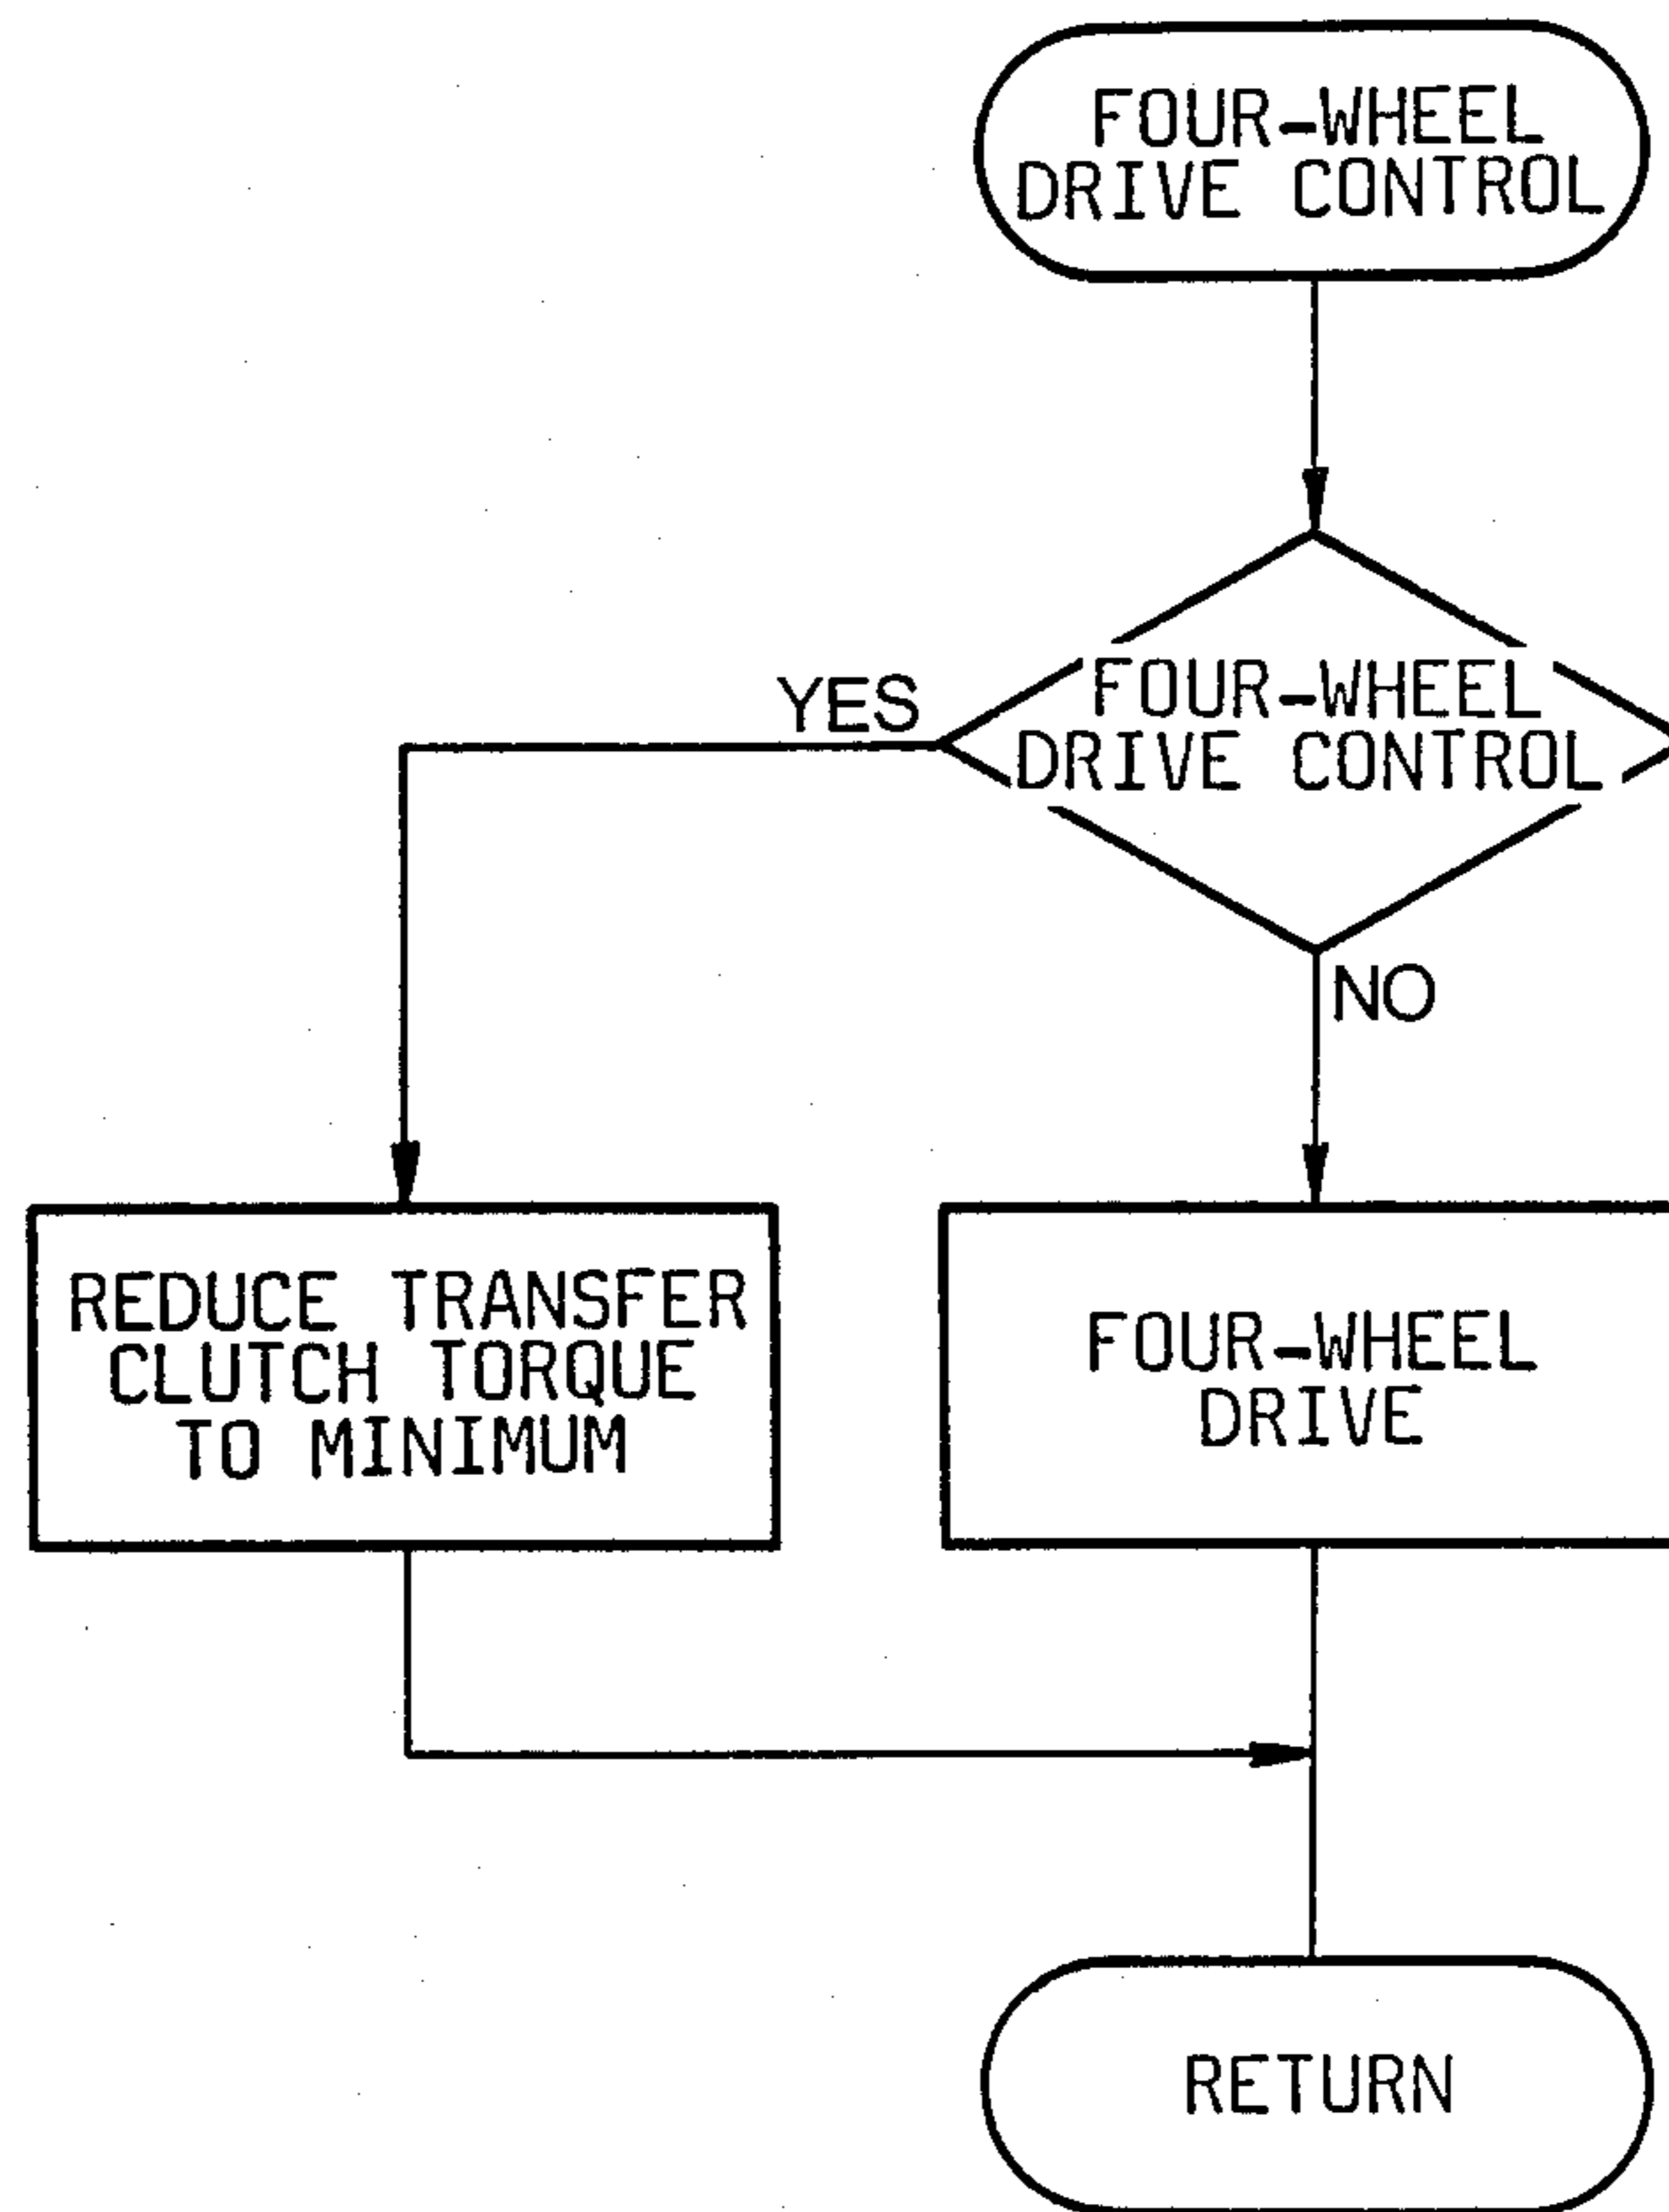 FOUR-WHEEL
DRIVE CONTROL
FOUR-WHEEL
DRIVE CONTROL
YES
NO
REDUCE TRANSFER
CLUTCH TORQUE
TO MINIMUM
FOUR-WHEEL
DRIVE
RETURN